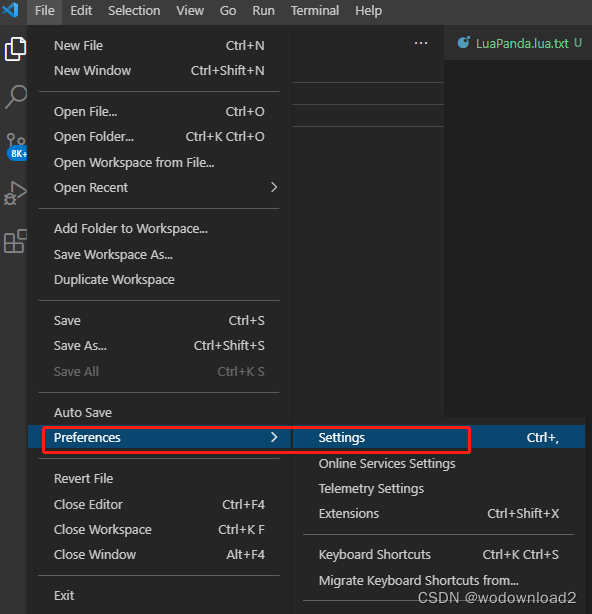 File Edit Selection View Go Run Terminal Help
New File Ctrl+N
New Window Ctrl+Shift+N
··· LuaPanda.lua.txt U
Open File... Ctrl+O
Open Folder... Ctrl+K Ctrl+O
Open Workspace from File...
Open Recent
8K+
Add Folder to Workspace...
Save Workspace As...
Duplicate Workspace
Save Ctrl+S
Save As... Ctrl+Shift+S
Save All Ctrl+K S
Auto Save
Preferences
Revert File
Close Editor Ctrl+F4
Close Workspace Ctrl+K F
Close Window Alt+F4
Exit
Settings Ctrl+,
Online Services Settings
Telemetry Settings
Extensions Ctrl+Shift+X
Keyboard Shortcuts Ctrl+K Ctrl+S
Migrate Keyboard Shortcuts from...
CSDN @wodownload2